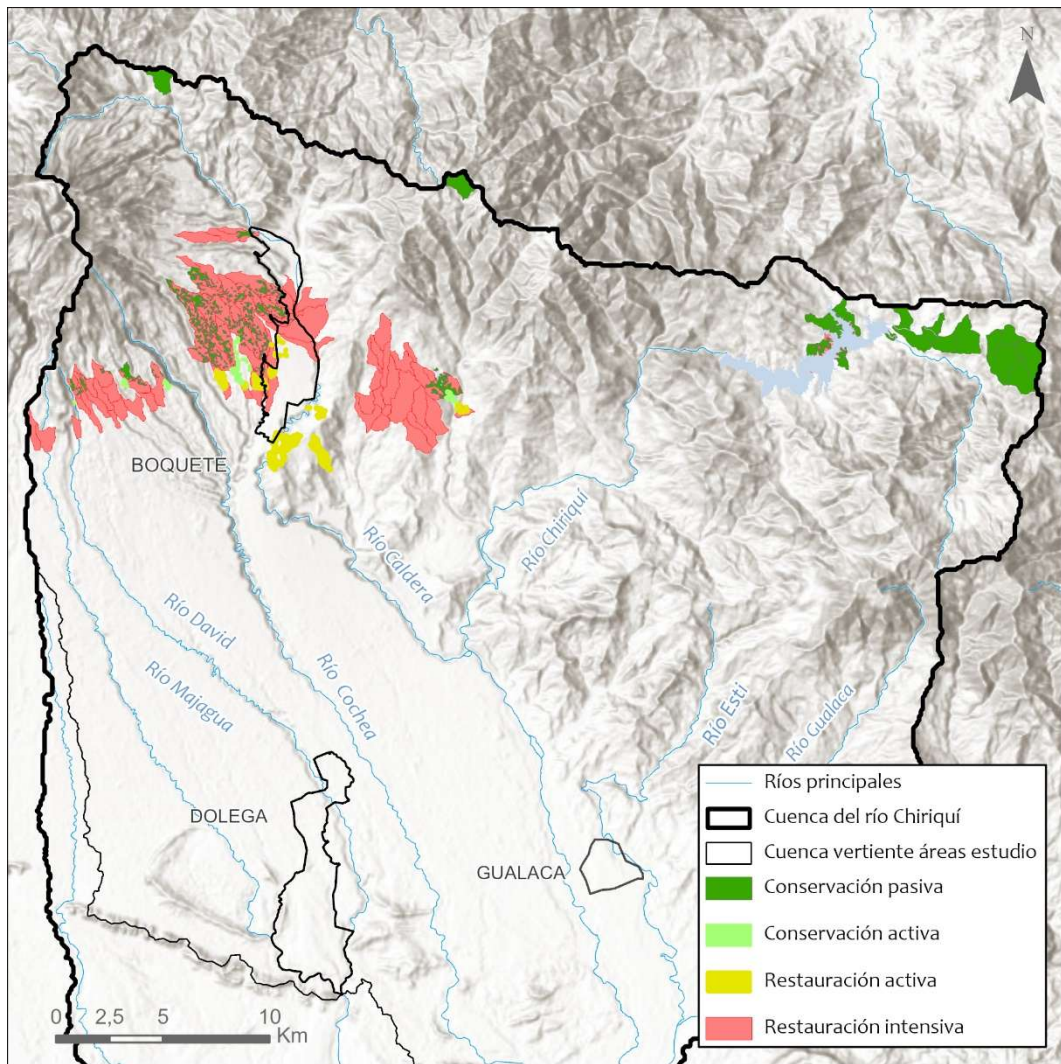 N
BOQUETE
Río Caldera
Río Chiriquí
Río David
Río Majagua
Río Cochea
Río Esti
Río Gualaca
DOLEGA
GUALACA
Ríos principales
Cuenca del río Chiriquí
Cuenca vertiente áreas estudio
Conservación pasiva
Conservación activa
Restauración activa
Restauración intensiva
0 2,5 5 10
Km